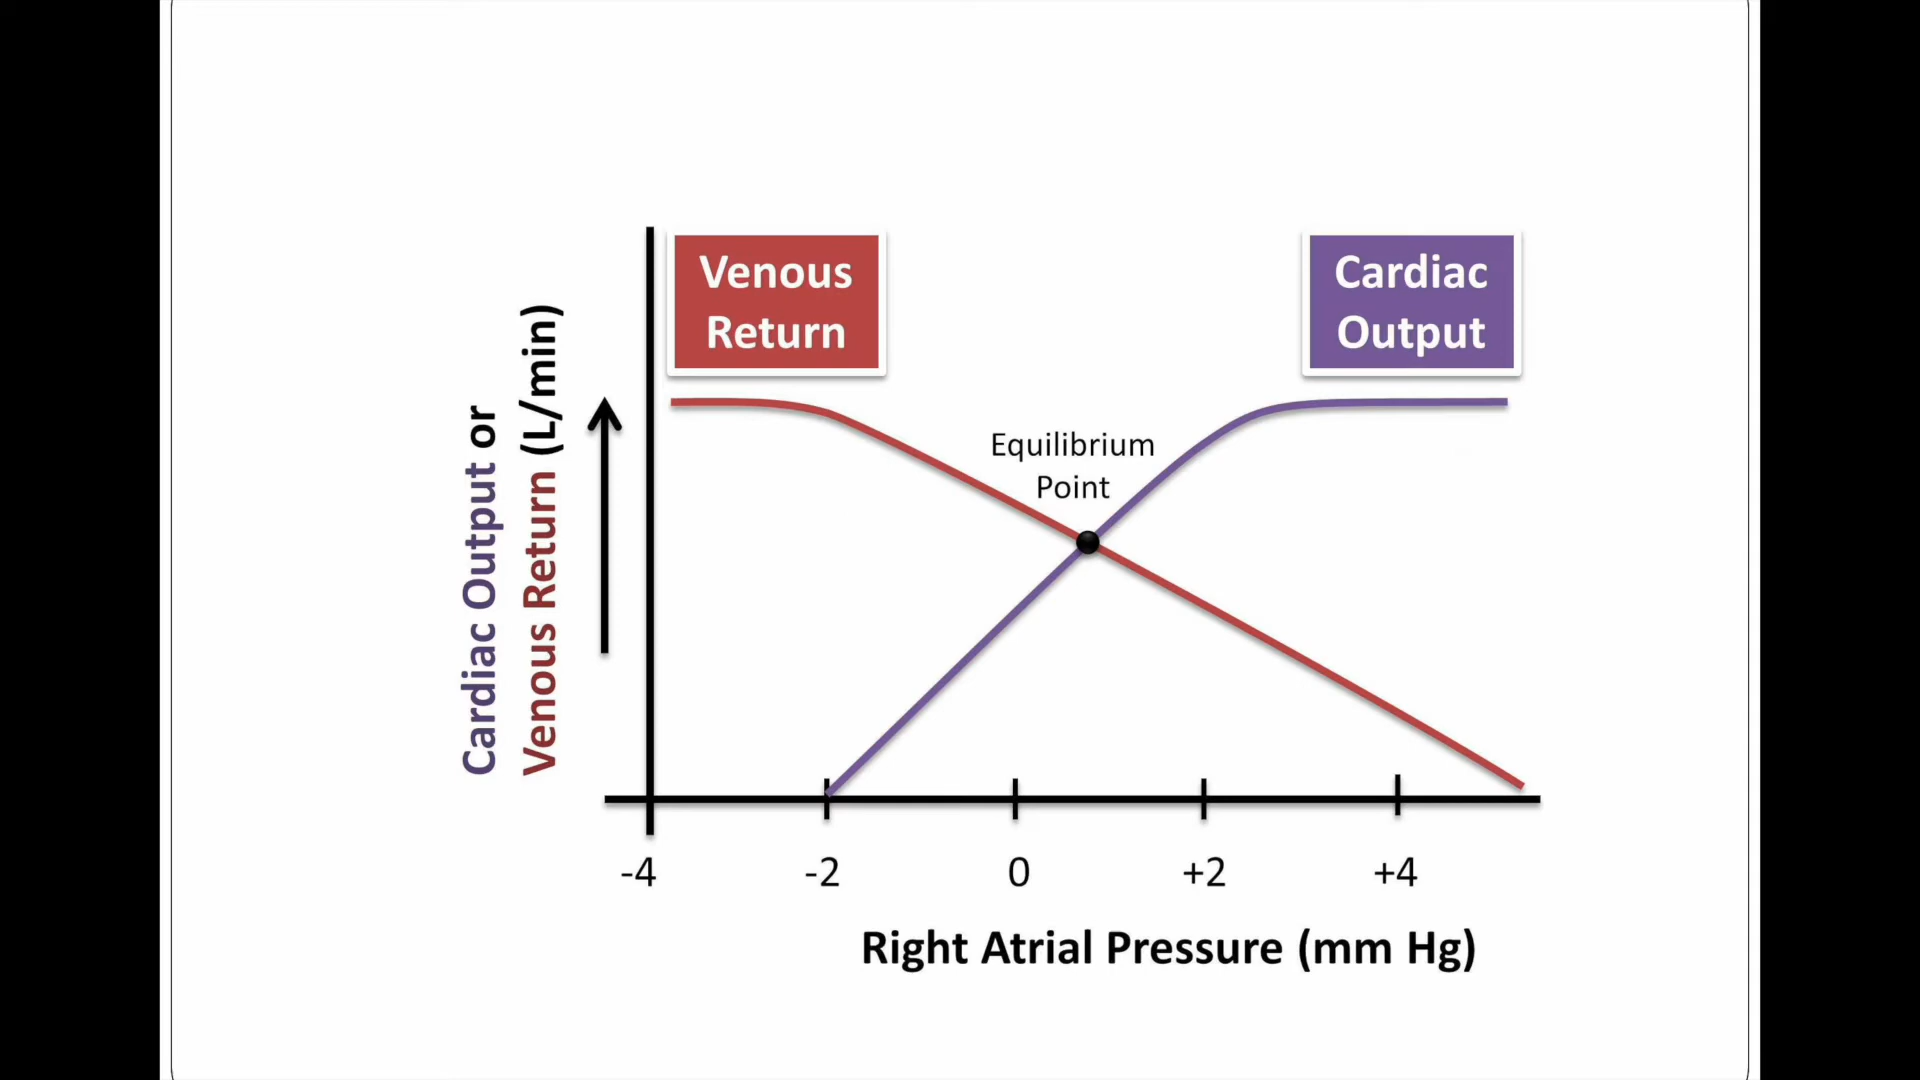 Venous
Return
Cardiac
Output
Cardiac Output or
Venous Return (L/min)
Equilibrium
Point
-4
-2
0
+2
+4
Right Atrial Pressure (mm Hg)